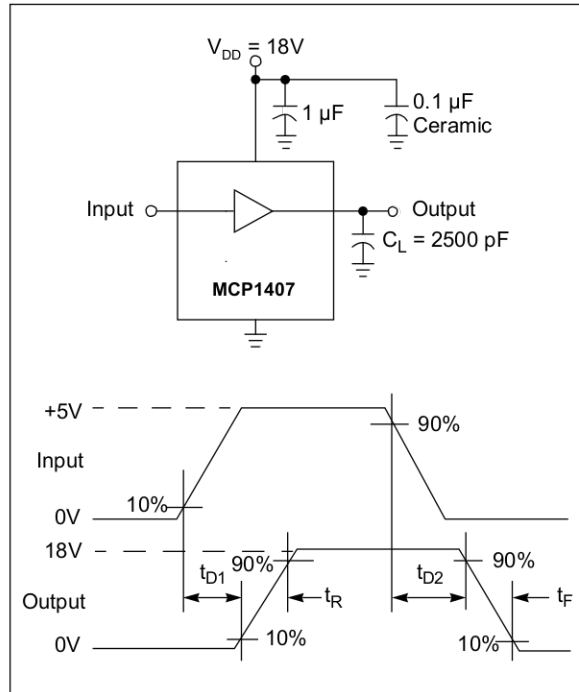 V_DD = 18V
1 µF
0.1 µF
Ceramic
Input
Output
C_L = 2500 pF
MCP1407
+5V
90%
Input
10%
0V
18V
90%
t_D1
t_R
t_D2
90%
t_F
Output
10%
10%
0V